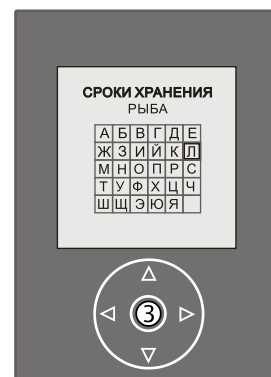 СРОКИ ХРАНЕНИЯ
РЫБА
А Б В Г Д Е
Ж З И Й К Л
М Н О П Р С
Т У Ф Х Ц Ч
Ш Щ Э Ю Я
3